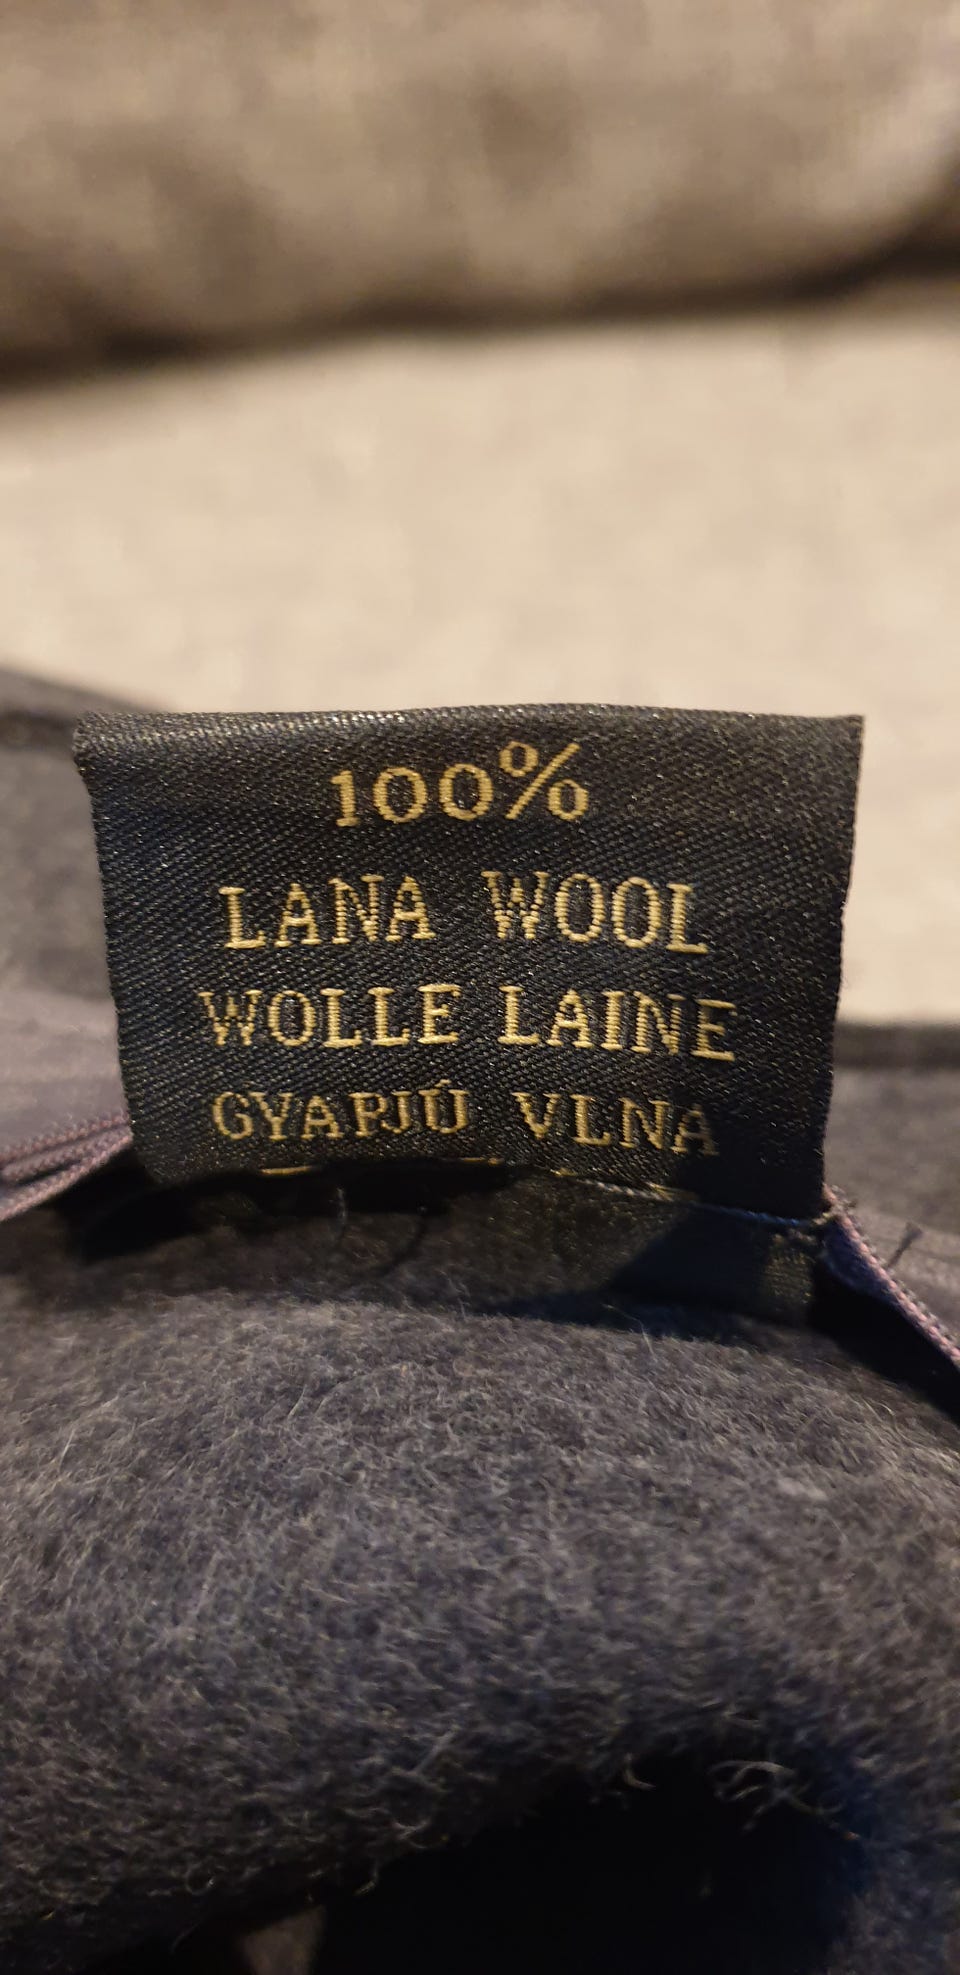 100%
LANA WOOL
WOLLE LAINE
GYAPJÚ VLNA